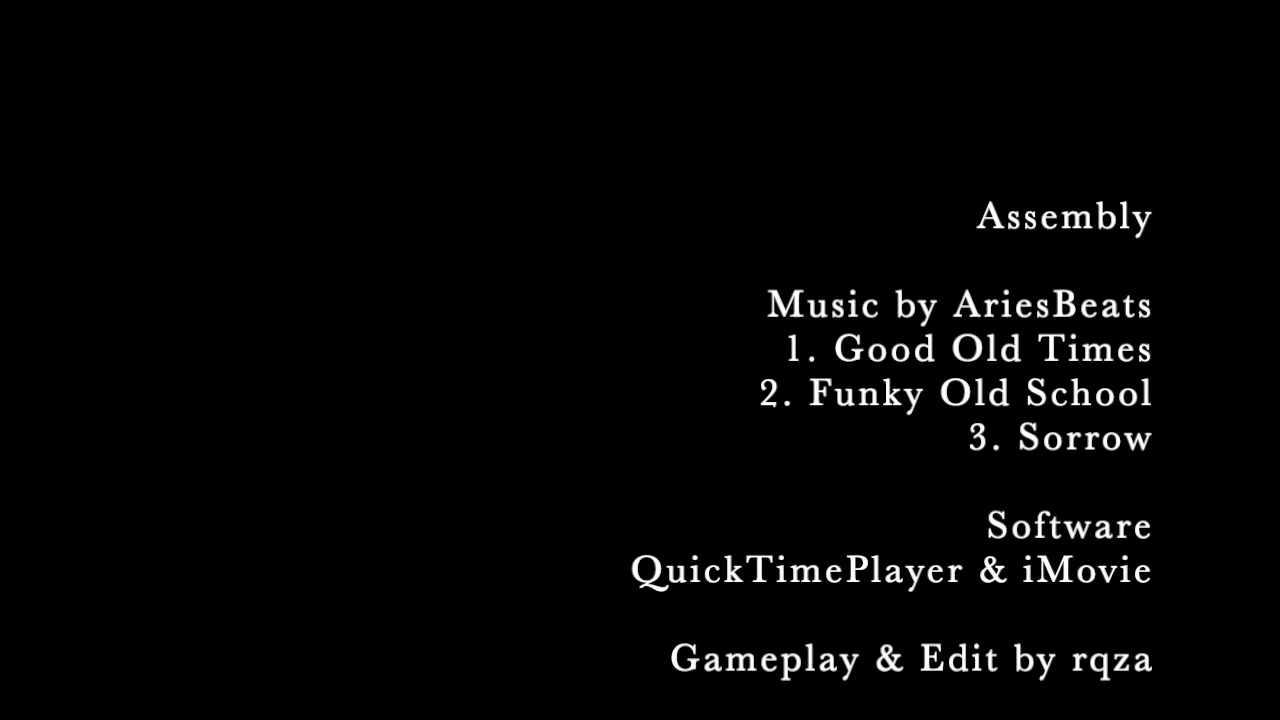 Assembly
Music by AriesBeats
1. Good Old Times
2. Funky Old School
3. Sorrow
Software
QuickTimePlayer & iMovie
Gameplay & Edit by rqza